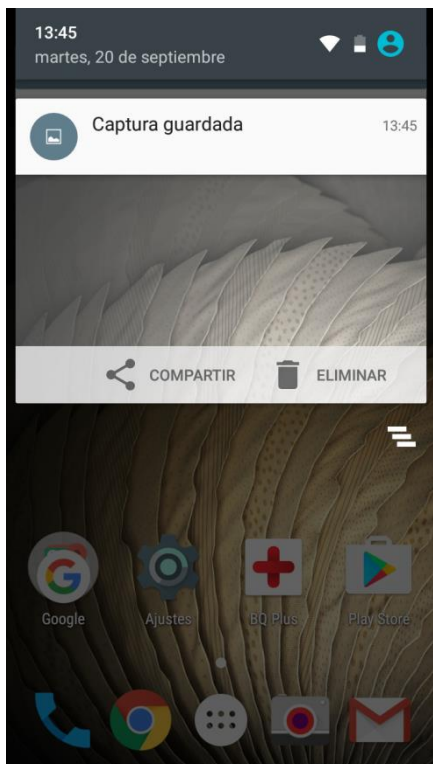 13:45
martes, 20 de septiembre
Captura guardada
13:45
COMPARTIR
ELIMINAR
Google
Ajustes
BQ Plus
Play Store